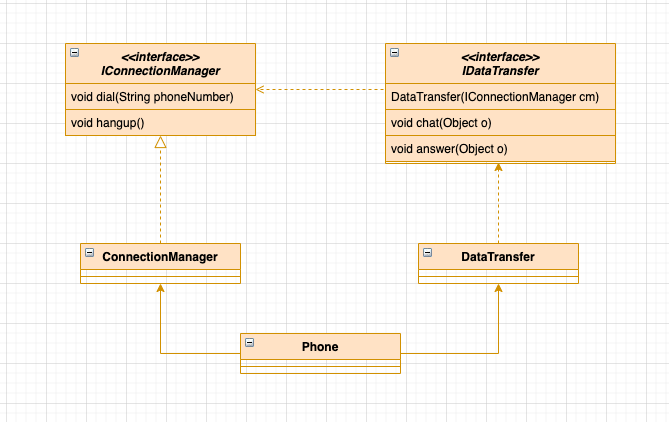 <<interface>>
IConnectionManager
void dial(String phoneNumber)
void hangup()
<<interface>>
IDataTransfer
DataTransfer(IConnectionManager cm)
void chat(Object o)
void answer(Object o)
ConnectionManager
DataTransfer
Phone